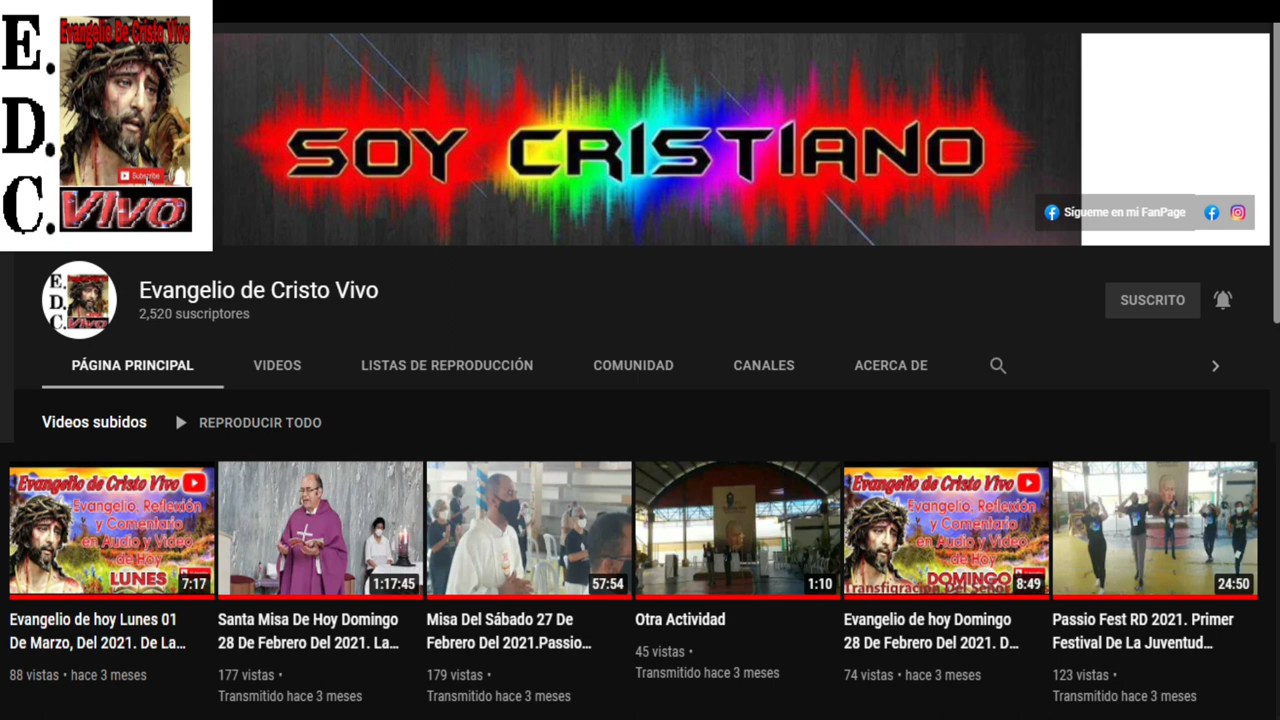 E.
D.
C.
Evangelio De Cristo Vivo
Subscribe
Vivo
SOY CRISTIANO
Sígueme en mi FanPage
E.
D.
C.
Vivo
Evangelio de Cristo Vivo
2,520 suscriptores
SUSCRITO
PÁGINA PRINCIPAL
VIDEOS
LISTAS DE REPRODUCCIÓN
COMUNIDAD
CANALES
ACERCA DE
Videos subidos
REPRODUCIR TODO
Evangelio de Cristo Vivo
Evangelio, Reflexión
y Comentario
en Audio y Video
de Hoy
LUNES
7:17
Evangelio de hoy Lunes 01
De Marzo, Del 2021. De La...
88 vistas • hace 3 meses
1:17:45
Santa Misa De Hoy Domingo
28 De Febrero Del 2021. La...
177 vistas •
Transmitido hace 3 meses
57:54
Misa Del Sábado 27 De
Febrero Del 2021.Passio...
179 vistas •
Transmitido hace 3 meses
1:10
Otra Actividad
45 vistas •
Transmitido hace 3 meses
Evangelio de Cristo Vivo
Evangelio, Reflexión
y Comentario
en Audio y Video
de Hoy
DOMINGO
Transfigración Del Señor
8:49
Evangelio de hoy Domingo
28 De Febrero Del 2021. D...
74 vistas • hace 3 meses
24:50
Passio Fest RD 2021. Primer
Festival De La Juventud...
123 vistas •
Transmitido hace 3 meses